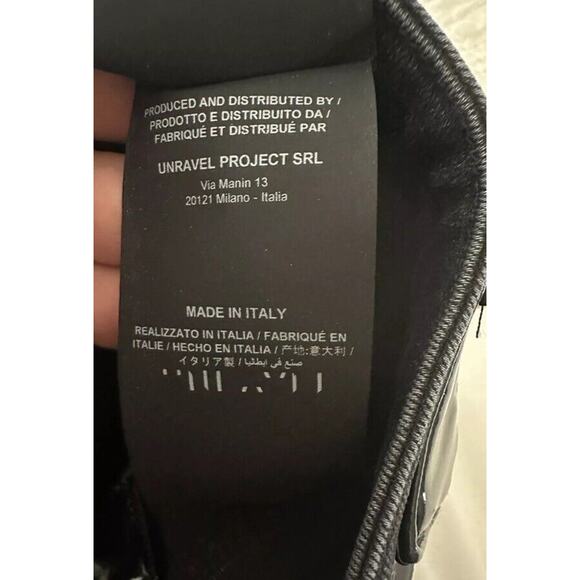 PRODUCED AND DISTRIBUTED BY /
PRODOTTO E DISTRIBUITO DA /
FABRIQUÉ ET DISTRIBUÉ PAR
UNRAVEL PROJECT SRL
Via Manin 13
20121 Milano - Italia
MADE IN ITALY
REALIZZATO IN ITALIA / FABRIQUÉ EN
ITALIE / HECHO EN ITALIA / 产地:意大利 /
イタリア製 / صنع في ايطاليا